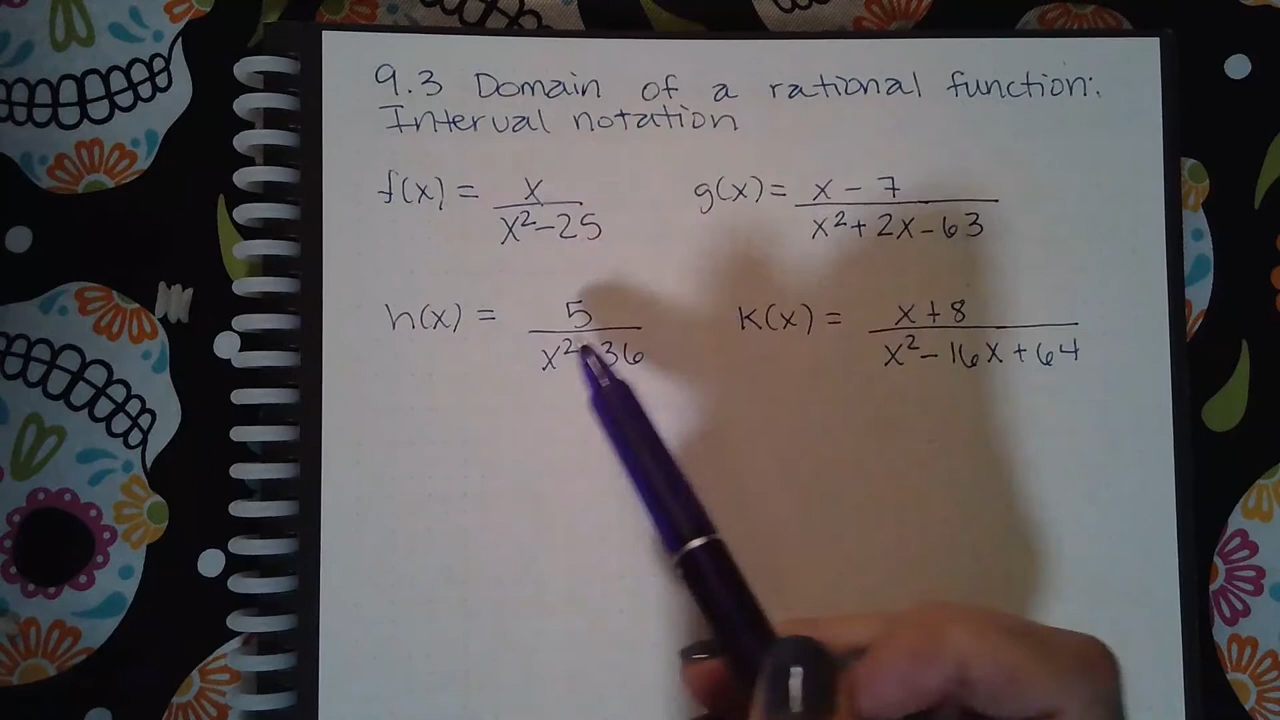 9.3 Domain of a rational function:
Interval notation
f(x) = x / x² - 25
g(x) = x - 7 / x² + 2x - 63
h(x) = 5 / x² 36
K(x) = x + 8 / x² - 16x + 64